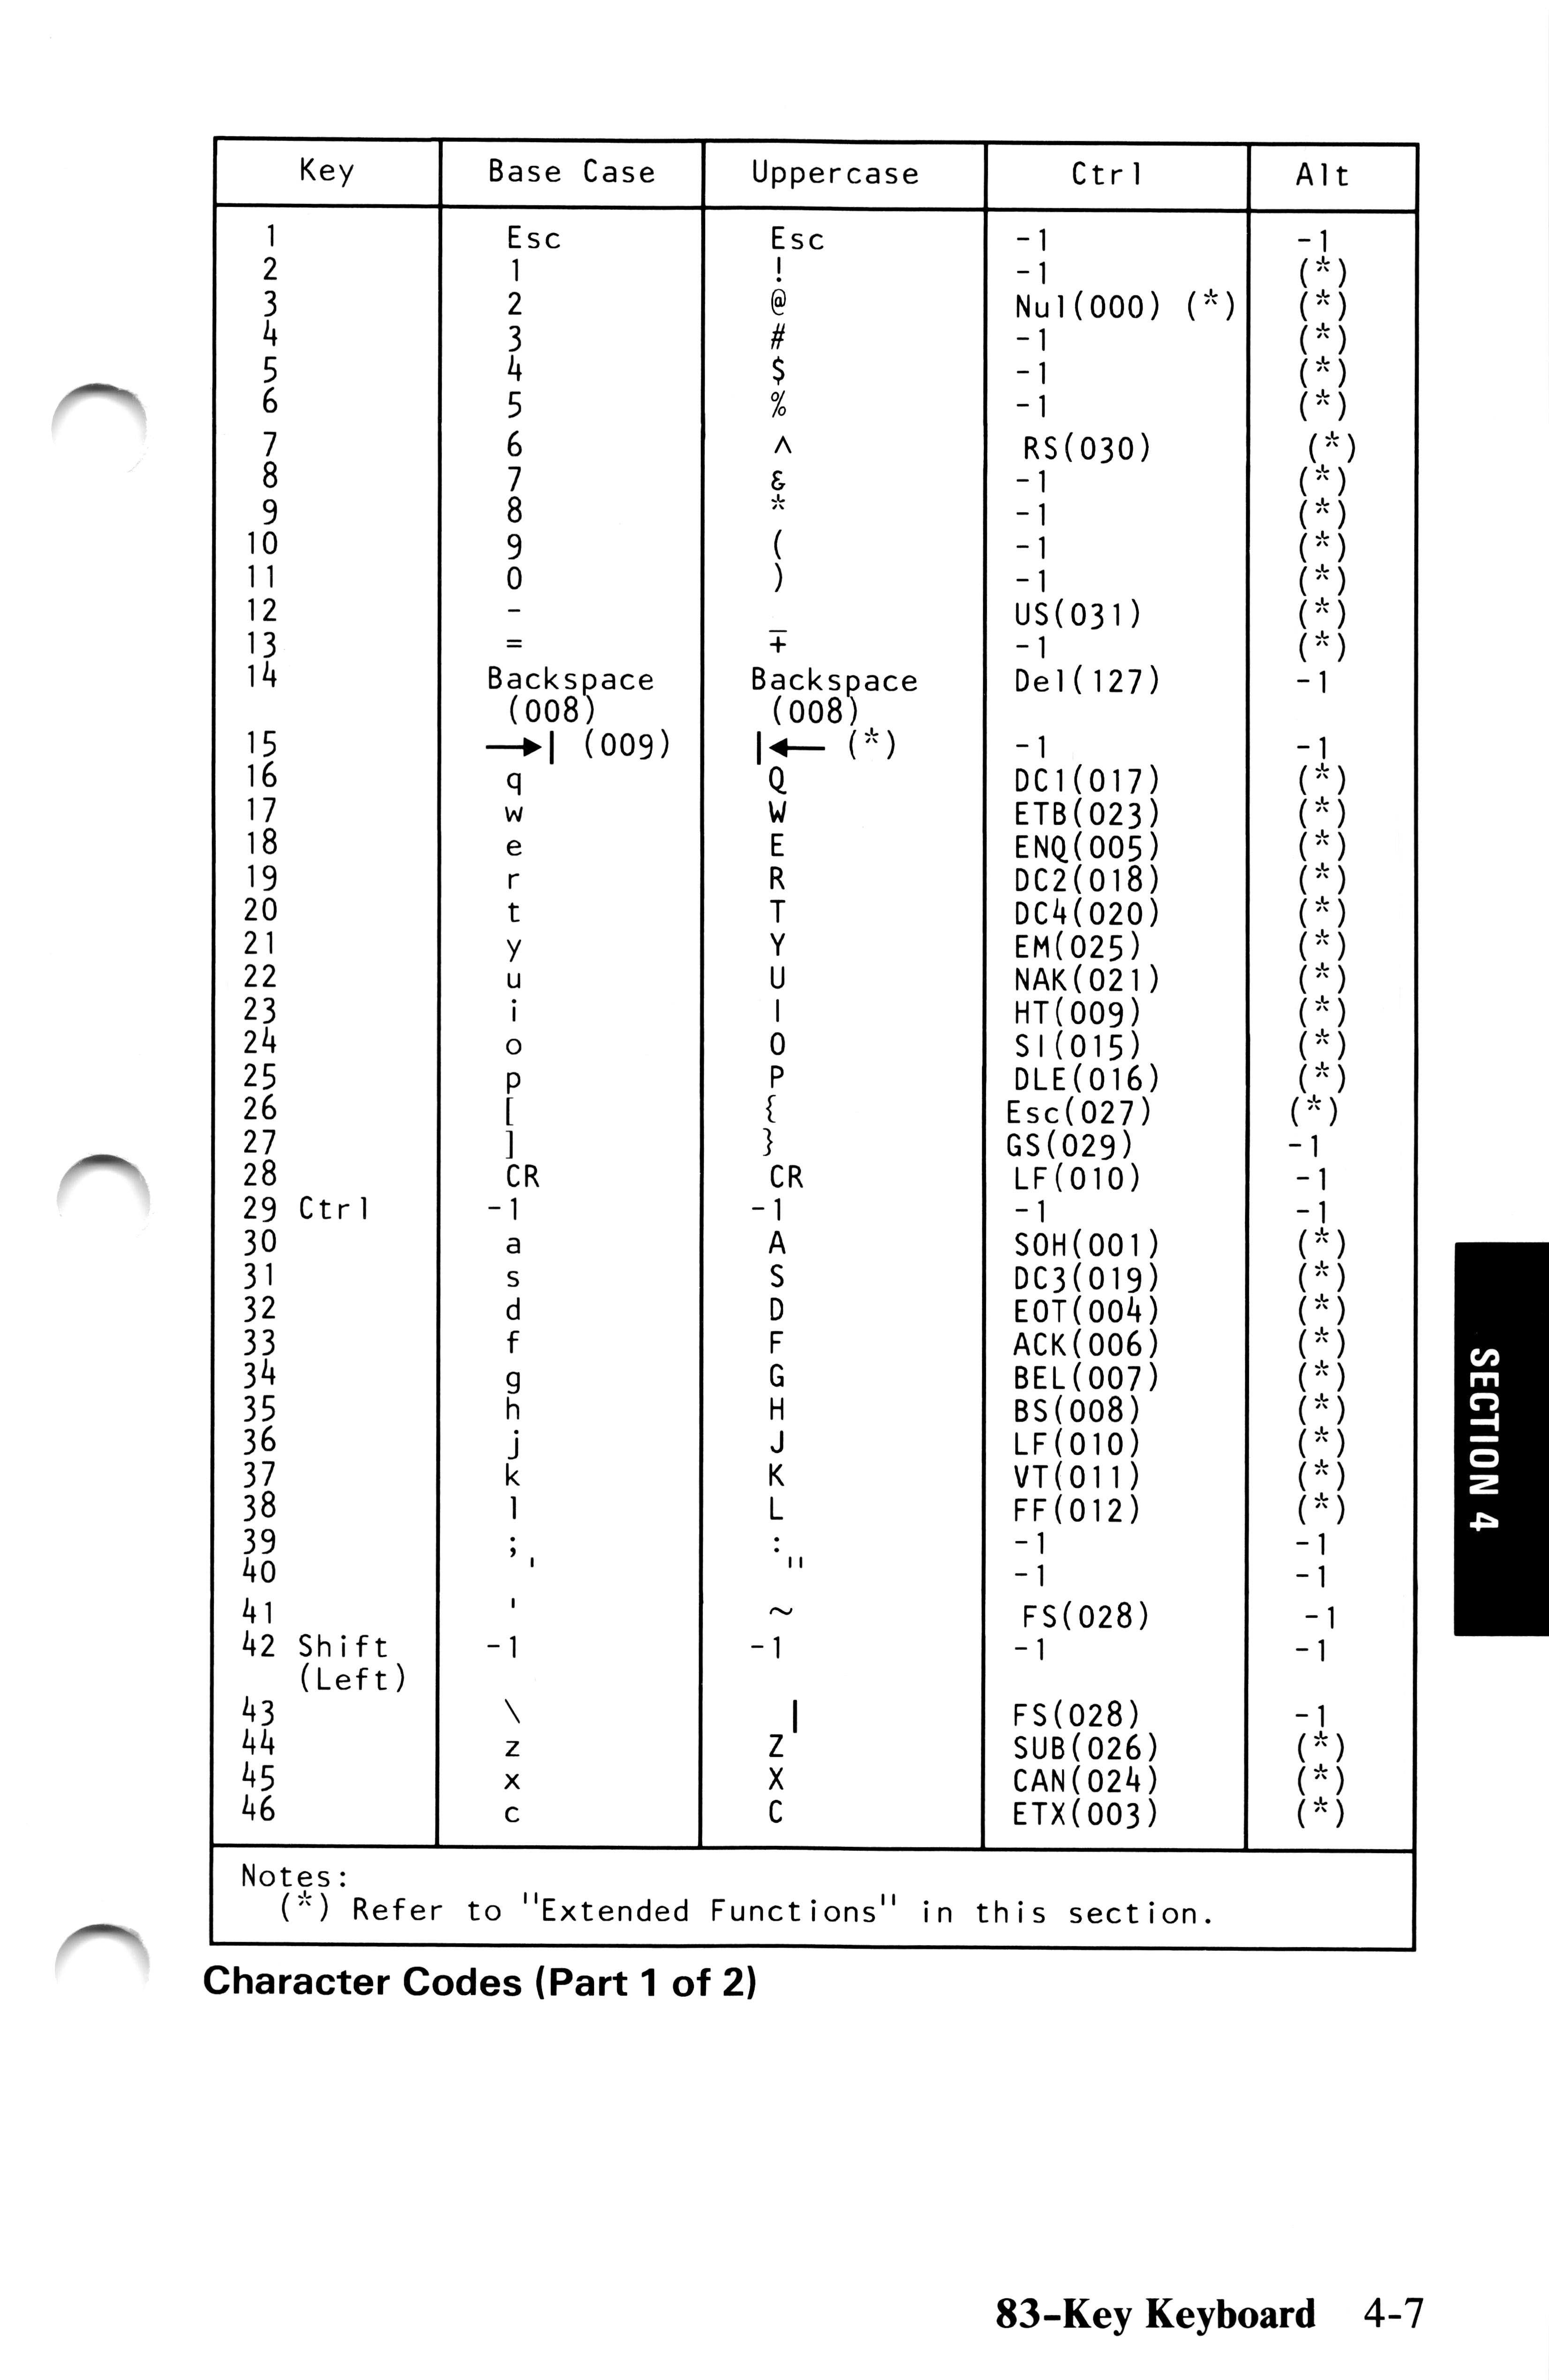 Key Base Case Uppercase Ctrl Alt
1 Esc Esc -1 -1
2 1 ! -1 (*)
3 2 @ Nul(000) (*) (*)
4 3 # -1 (*)
5 4 $ -1 (*)
6 5 % -1 (*)
7 6 ^ RS(030) (*)
8 7 & -1 (*)
9 8 * -1 (*)
10 9 ( -1 (*)
11 0 ) -1 (*)
12 - _ US(031) (*)
13 = + -1 (*)
14 Backspace Backspace Del(127) -1
(008) (008)
15 →| (009) |← (*) -1 -1
16 q Q DC1(017) (*)
17 w W ETB(023) (*)
18 e E ENQ(005) (*)
19 r R DC2(018) (*)
20 t T DC4(020) (*)
21 y Y EM(025) (*)
22 u U NAK(021) (*)
23 i I HT(009) (*)
24 o O SI(015) (*)
25 p P DLE(016) (*)
26 [ { Esc(027) (*)
27 ] } GS(029) -1
28 CR CR LF(010) -1
29 Ctrl -1 -1 -1 -1
30 a A SOH(001) (*)
31 s S DC3(019) (*)
32 d D EOT(004) (*)
33 f F ACK(006) (*)
34 g G BEL(007) (*)
35 h H BS(008) (*)
36 j J LF(010) (*)
37 k K VT(011) (*)
38 l L FF(012) (*)
39 ; : -1 -1
40 ' " -1 -1
41 ' ~ FS(028) -1
42 Shift -1 -1 -1 -1
(Left)
43 \ | FS(028) -1
44 z Z SUB(026) (*)
45 x X CAN(024) (*)
46 c C ETX(003) (*)
Notes:
(*) Refer to "Extended Functions" in this section.
Character Codes (Part 1 of 2)
SECTION 4
83-Key Keyboard 4-7